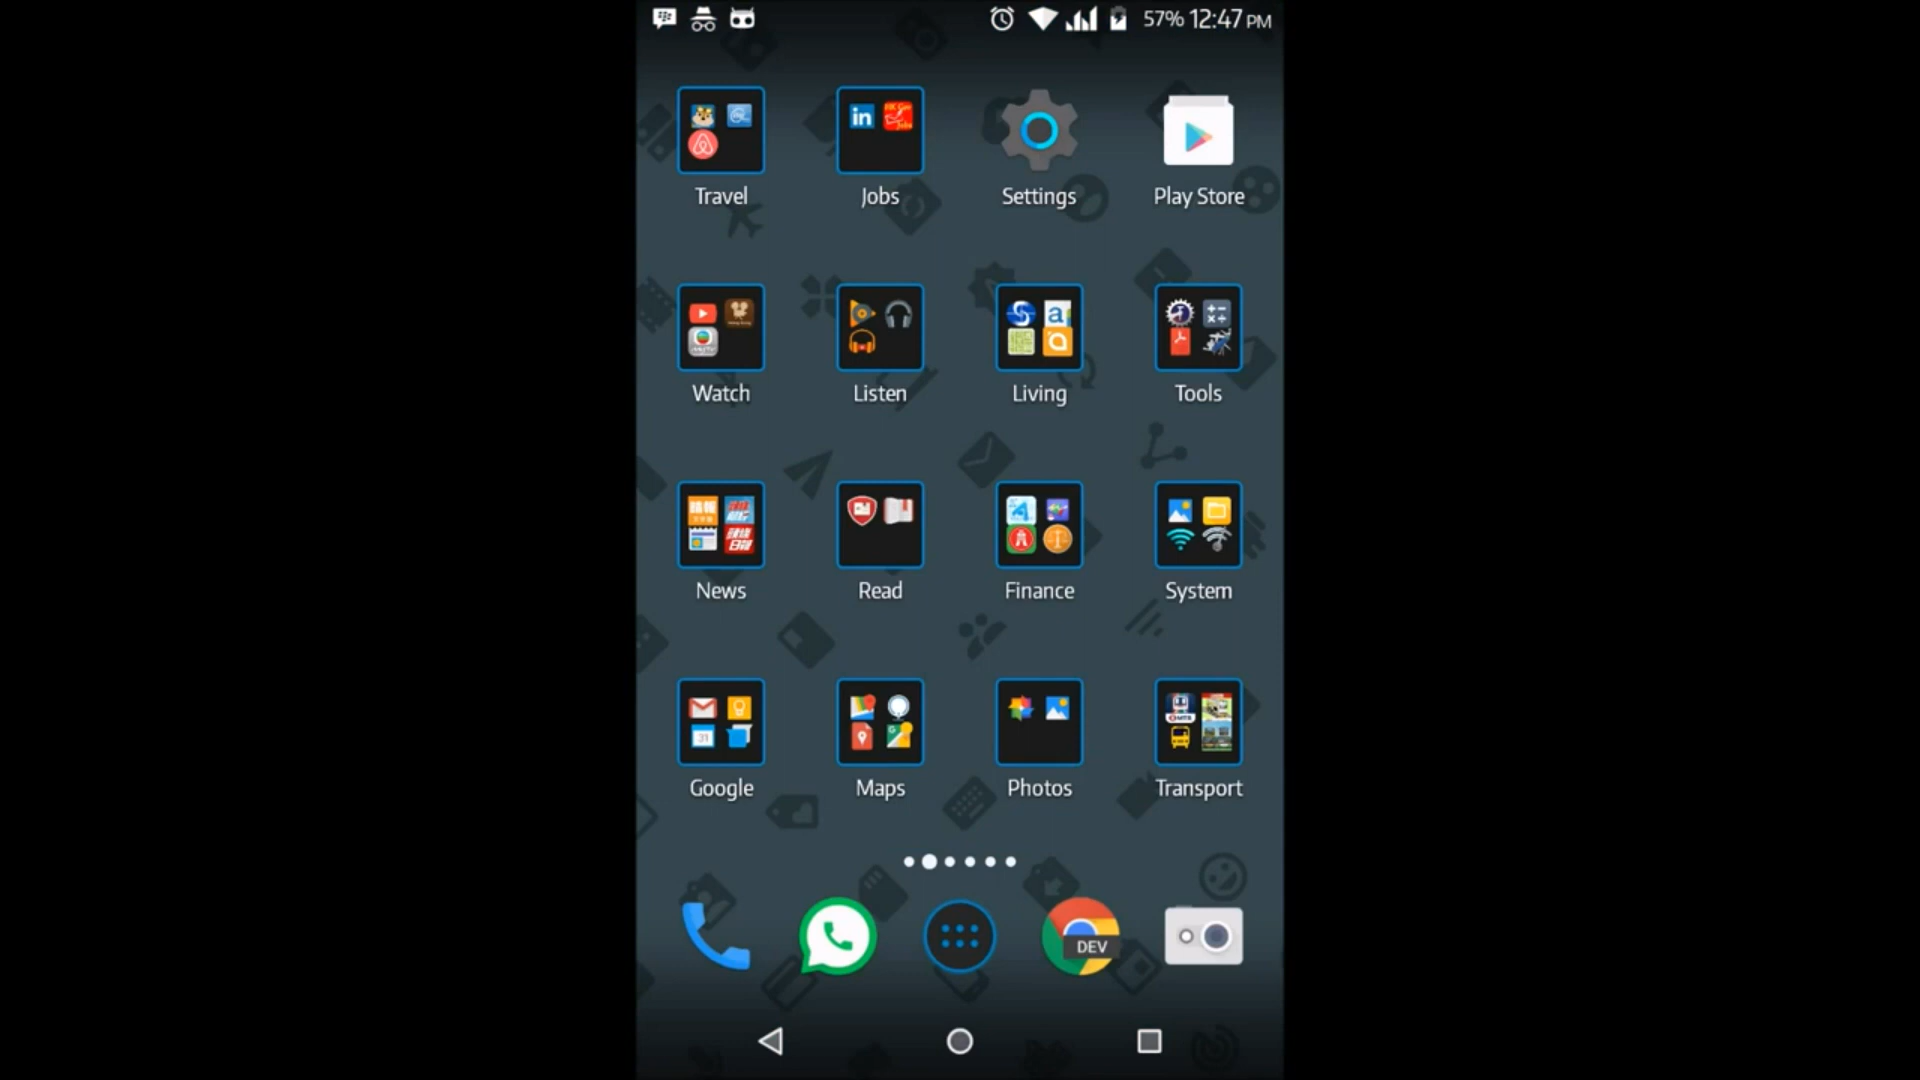 57% 12:47 PM
Travel Jobs Settings Play Store
Watch Listen Living Tools
News Read Finance System
Google Maps Photos Transport
DEV